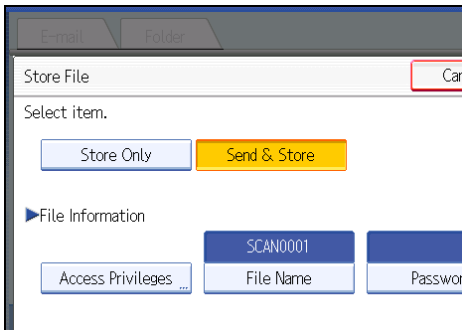 E-mail Folder
Store File
Select item.
Store Only Send & Store
▶File Information
SCAN0001
Access Privileges ... File Name